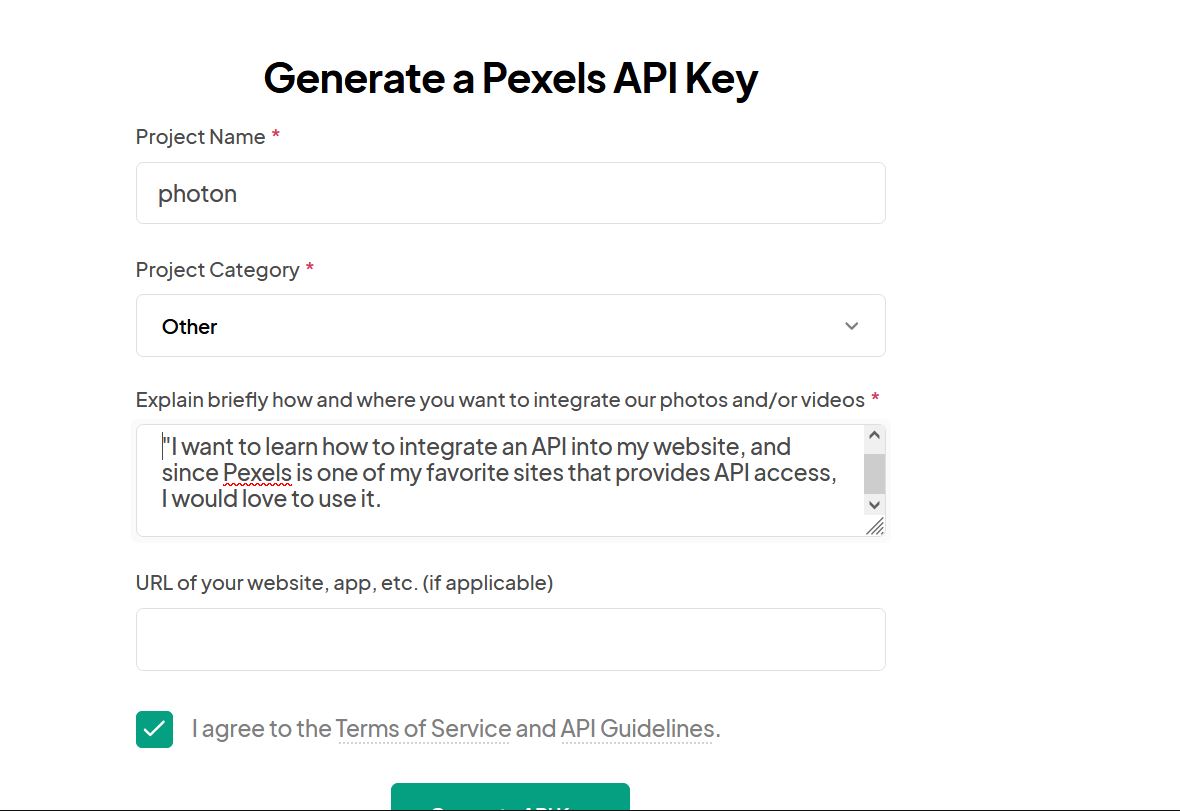 Generate a Pexels API Key
Project Name *
photon
Project Category *
Other
Explain briefly how and where you want to integrate our photos and/or videos *
"I want to learn how to integrate an API into my website, and
since Pexels is one of my favorite sites that provides API access,
I would love to use it.
URL of your website, app, etc. (if applicable)
I agree to the Terms of Service and API Guidelines.